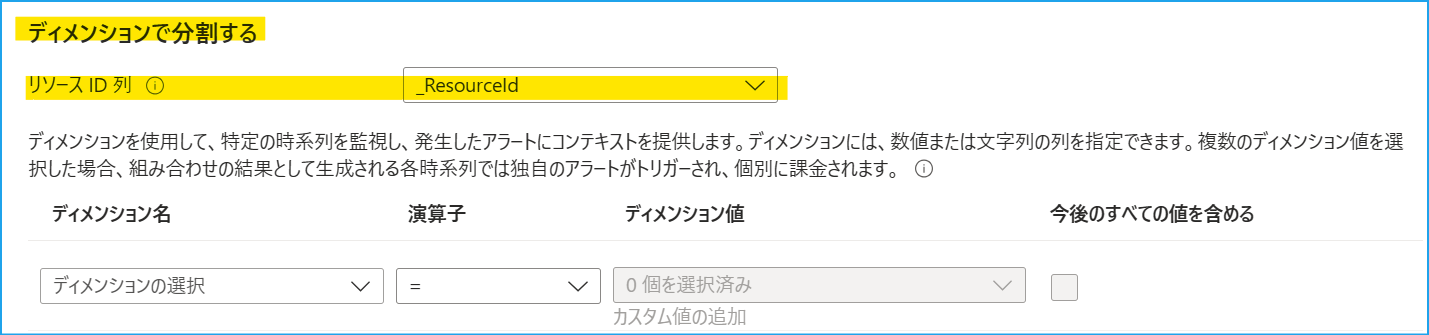 ディメンションで分割する
リソース ID 列 ⓘ _ResourceId
ディメンションを使用して、特定の時系列を監視し、発生したアラートにコンテキストを提供します。ディメンションには、数値または文字列の列を指定できます。複数のディメンション値を選
択した場合、組み合わせの結果として生成される各時系列では独自のアラートがトリガーされ、個別に課金されます。 ⓘ
ディメンション名 演算子 ディメンション値 今後のすべての値を含める
ディメンションの選択 = 0 個を選択済み
カスタム値の追加